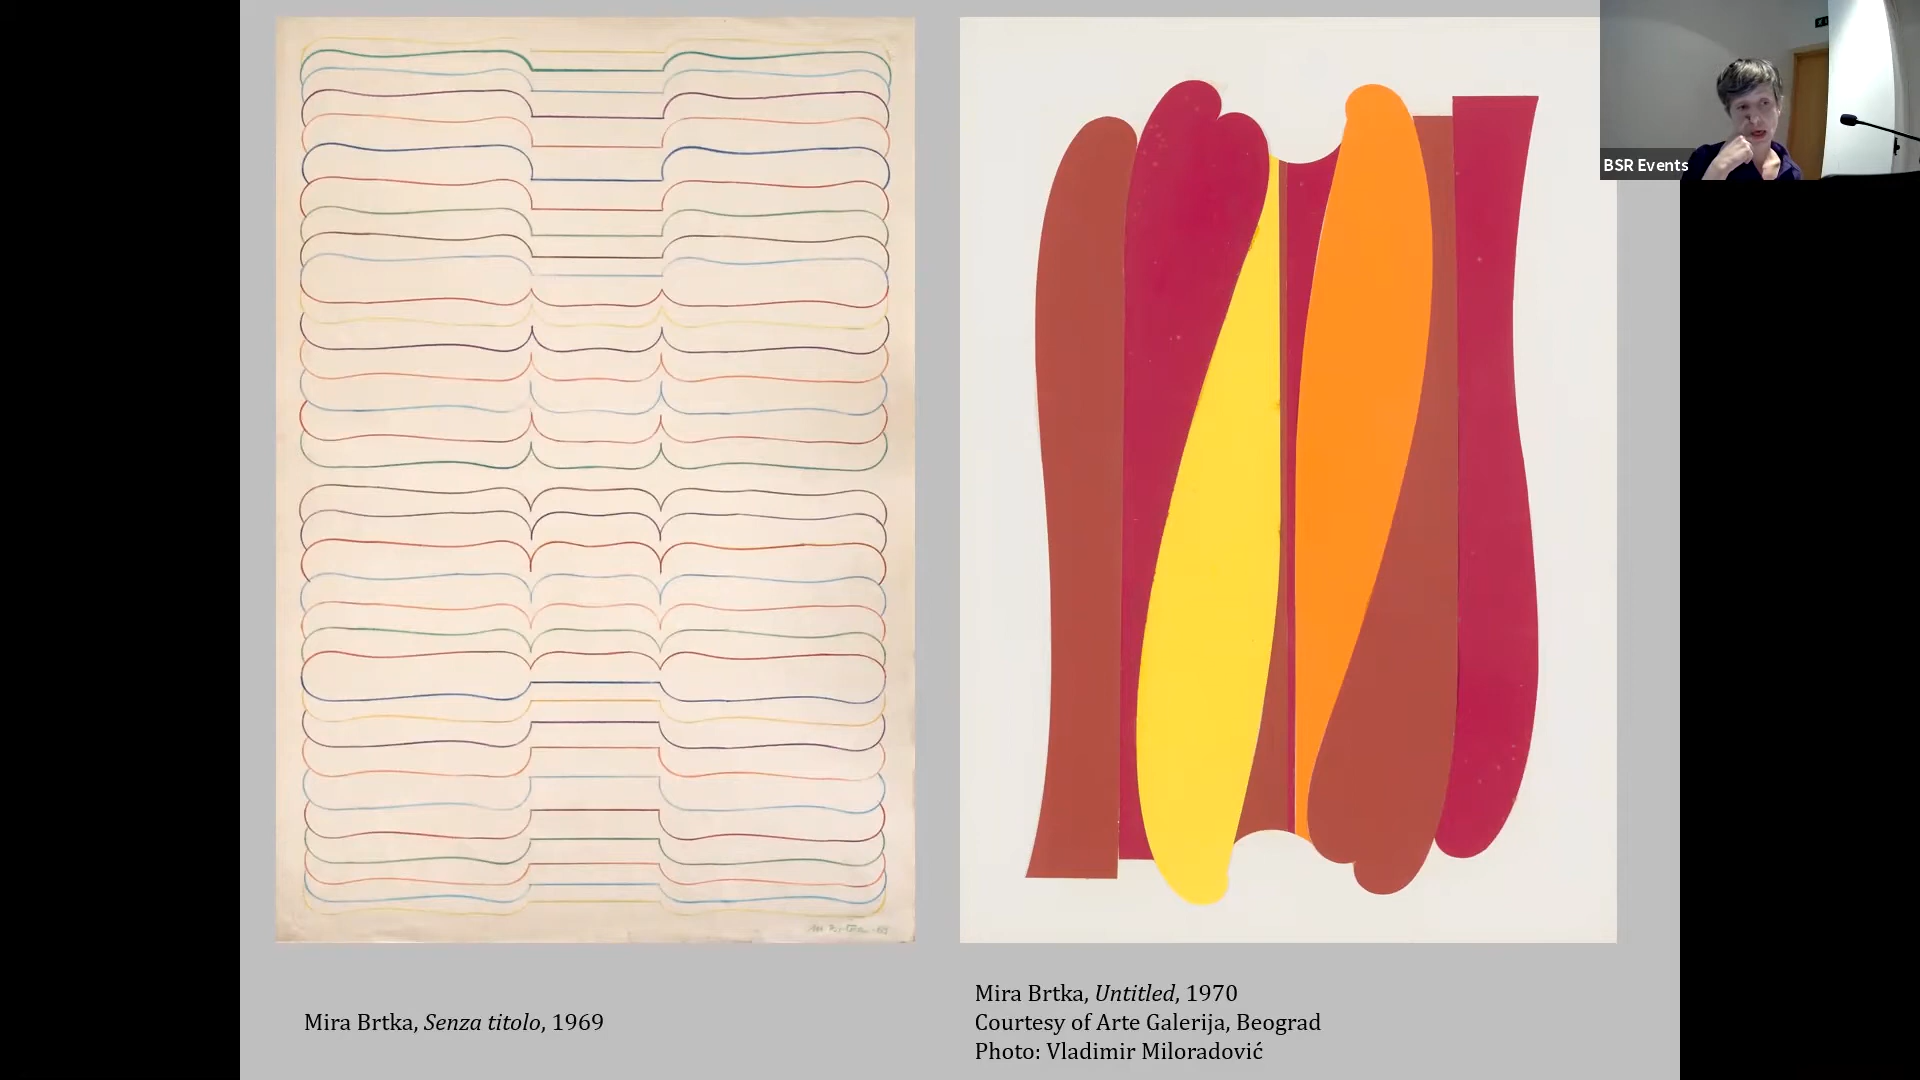 BSR Events
Mira Brtka, Senza titolo, 1969
Mira Brtka, Untitled, 1970
Courtesy of Arte Galerija, Beograd
Photo: Vladimir Miloradović